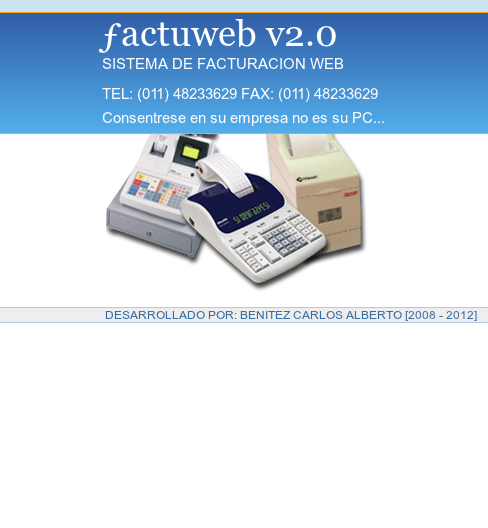 factuweb v2.0
SISTEMA DE FACTURACION WEB
TEL: (011) 48233629 FAX: (011) 48233629
Consentrese en su empresa no es su PC...
DESARROLLADO POR: BENITEZ CARLOS ALBERTO [2008 - 2012]